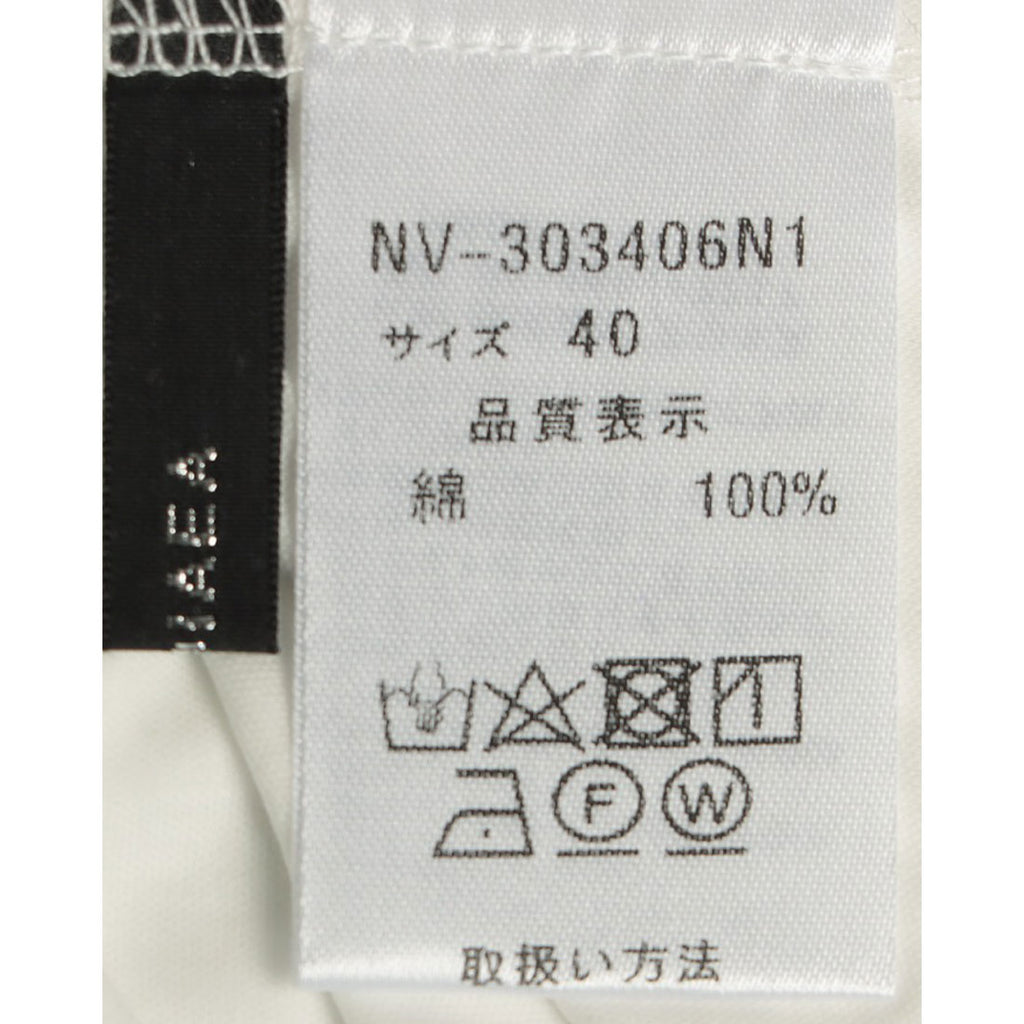 NV-303406N1
サイズ 40
品質表示
綿 100%
F W
取扱い方法